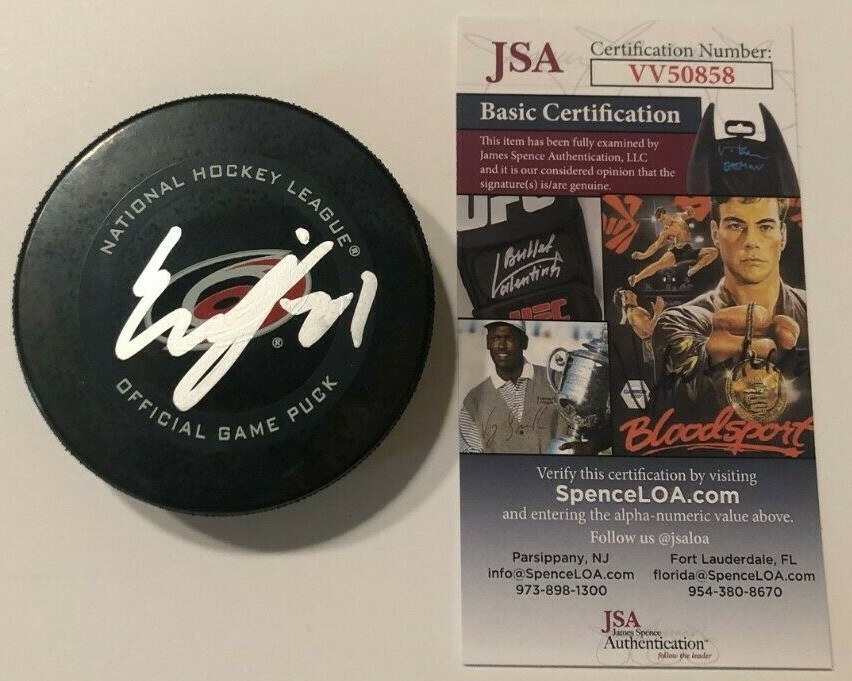 NATIONAL HOCKEY LEAGUE®
®
21
OFFICIAL GAME PUCK
JSA
Certification Number:
VV50858
Basic Certification
This item has been fully examined by
James Spence Authentication, LLC
and it is our considered opinion that the
signature(s) is/are genuine.
UFC
UFC
Bloodsport
Verify this certification by visiting
SpenceLOA.com
and entering the alpha-numeric value above.
Follow us @jsaloa
Parsippany, NJ
info@SpenceLOA.com
973-898-1300
Fort Lauderdale, FL
florida@SpenceLOA.com
954-380-8670
JSA
James Spence
Authentication™
follow the leader